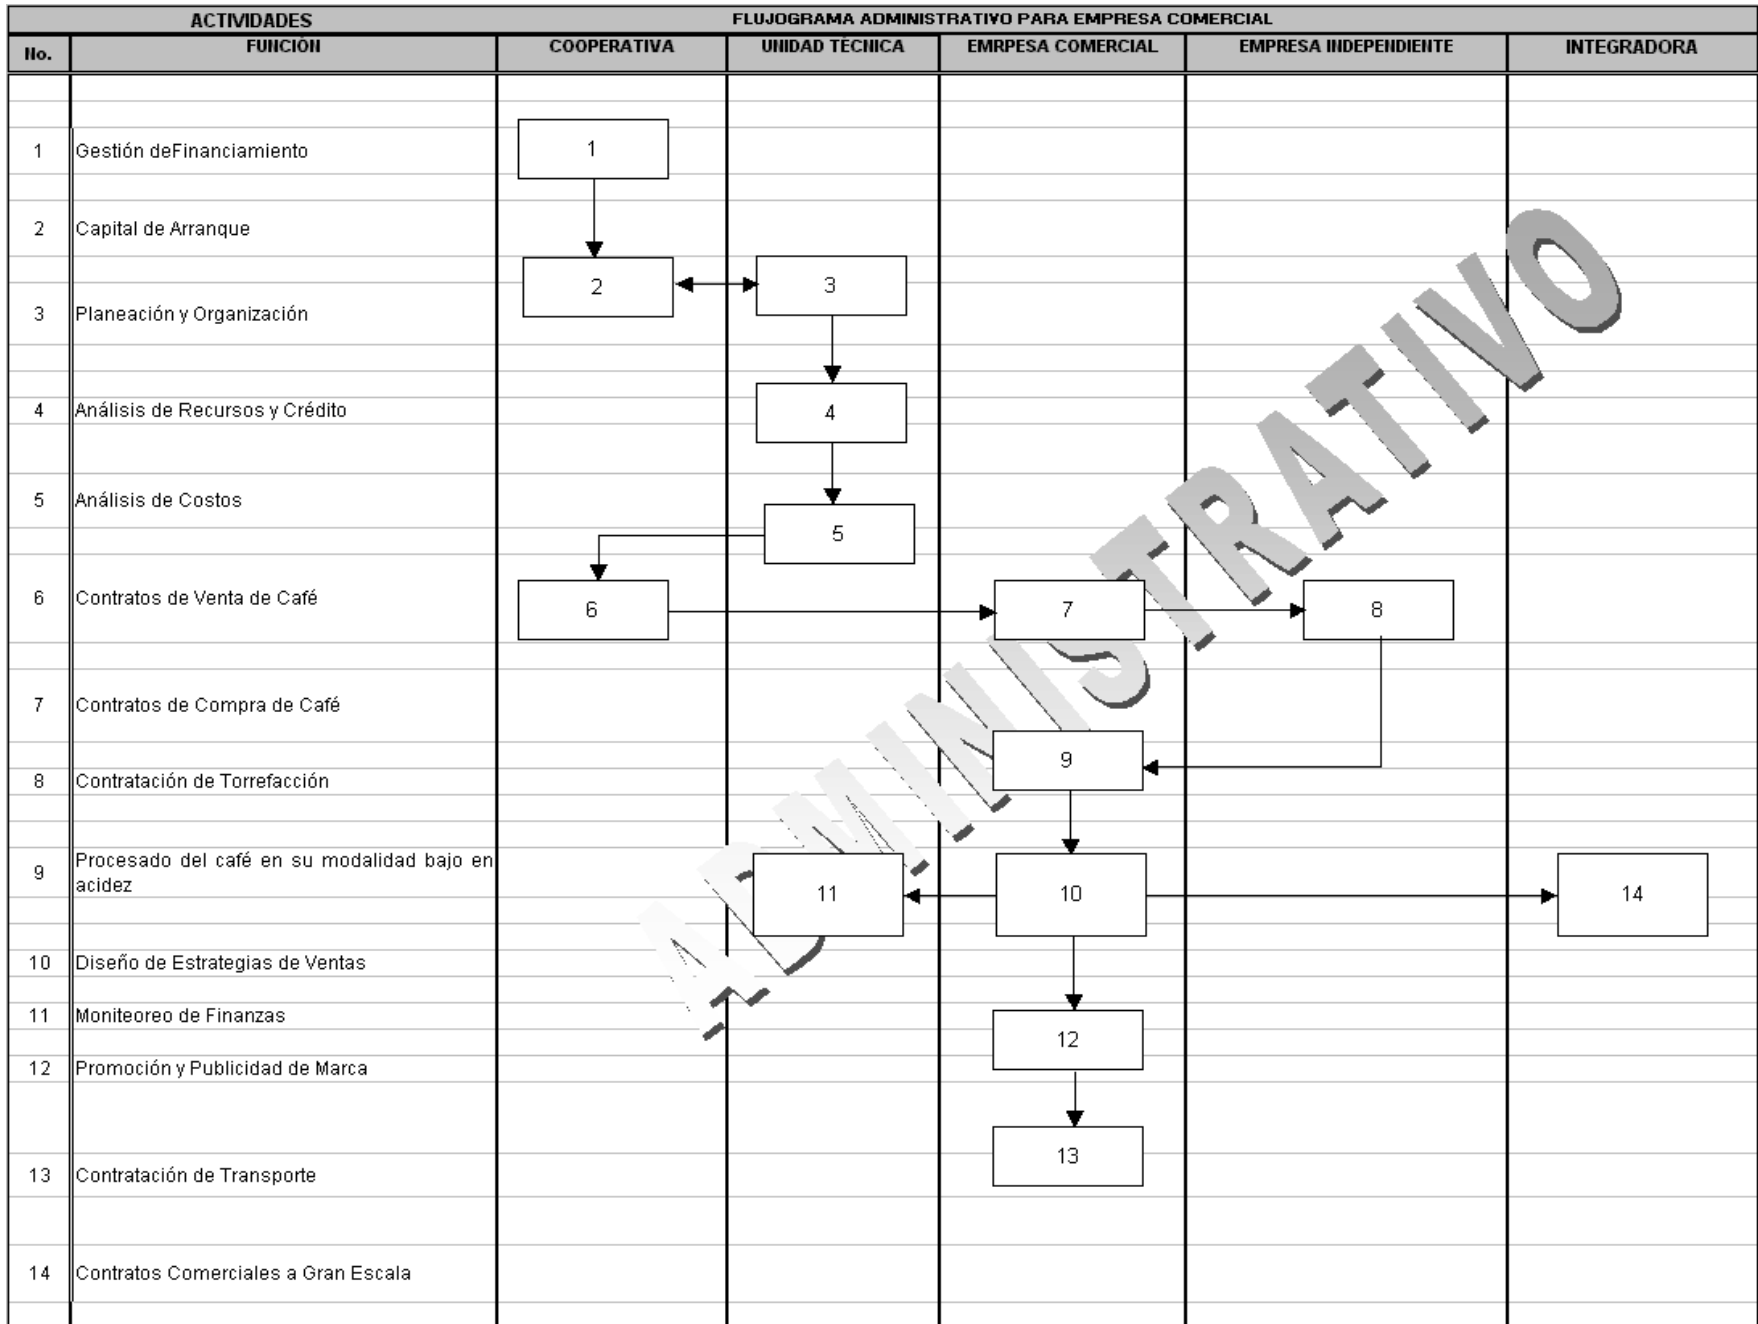 ACTIVIDADES
FLUJOGRAMA ADMINISTRATIVO PARA EMPRESA COMERCIAL
No.
FUNCIÓN
COOPERATIVA
UNIDAD TÉCNICA
EMRPESA COMERCIAL
EMPRESA INDEPENDIENTE
INTEGRADORA
1 Gestión deFinanciamiento
1
2 Capital de Arranque
2
3
3 Planeación y Organización
4 Análisis de Recursos y Crédito
4
5 Análisis de Costos
5
6 Contratos de Venta de Café
6
7
8
7 Contratos de Compra de Café
9
8 Contratación de Torrefacción
9 Procesado del café en su modalidad bajo en
acidez
11
10
14
10 Diseño de Estrategias de Ventas
11 Moniteoreo de Finanzas
12
12 Promoción y Publicidad de Marca
13
13 Contratación de Transporte
14 Contratos Comerciales a Gran Escala
ADMINISTRATIVO